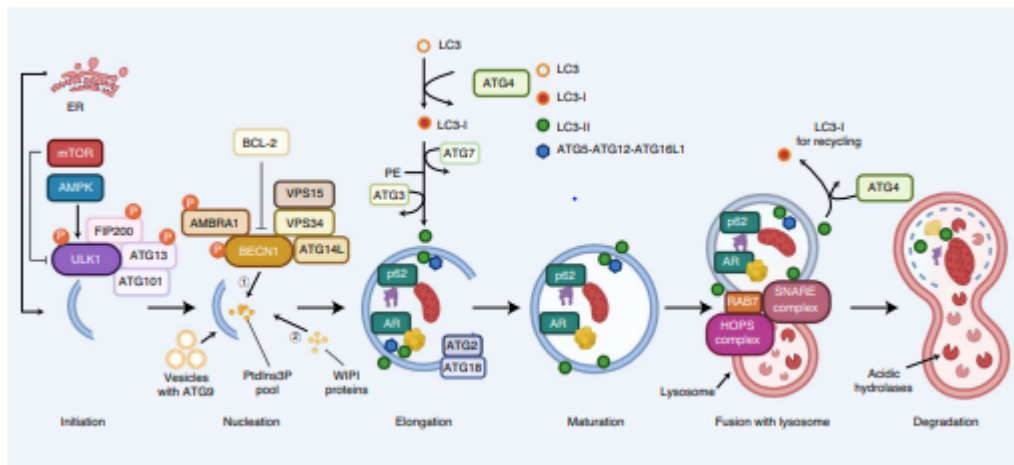 ER
mTOR
AMPK
P
P
P
FIP200
ULK1
ATG13
ATG101
Initiation
BCL-2
P
AMBRA1
VPS15
VPS34
P
BECN1
ATG14L
1
2
Vesicles
with ATG9
PtdIns3P
pool
WIPI
proteins
Nucleation
LC3
ATG4
LC3-I
PE
ATG7
ATG3
p62
AR
ATG2
ATG18
Elongation
LC3
LC3-I
LC3-II
ATG5-ATG12-ATG16L1
p62
AR
Maturation
LC3-I
for recycling
ATG4
p62
AR
RAB7
SNARE
complex
HOPS
complex
Lysosome
Fusion with lysosome
Acidic
hydrolases
Degradation